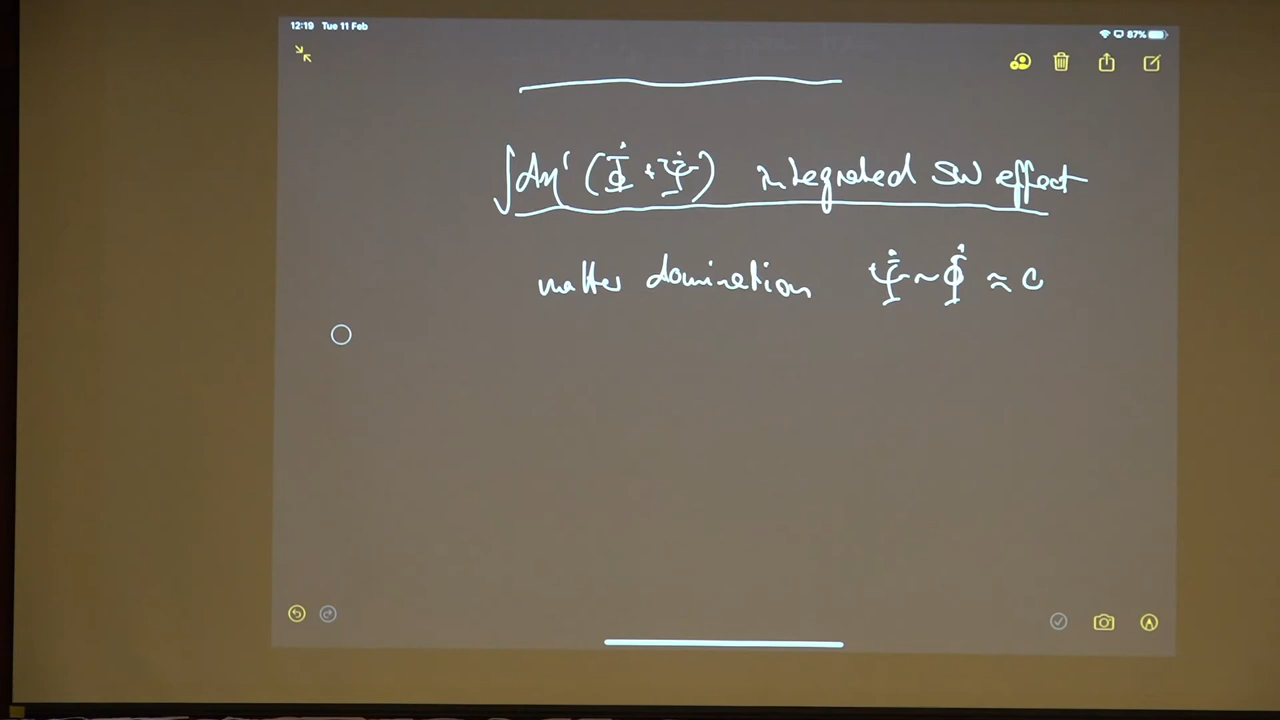 12:19 Tue 11 Feb 87%
∫dη' (Φ̇ + Ψ̇) integrated SW effect
matter domination Ψ̇ ~ Φ̇ ≈ 0